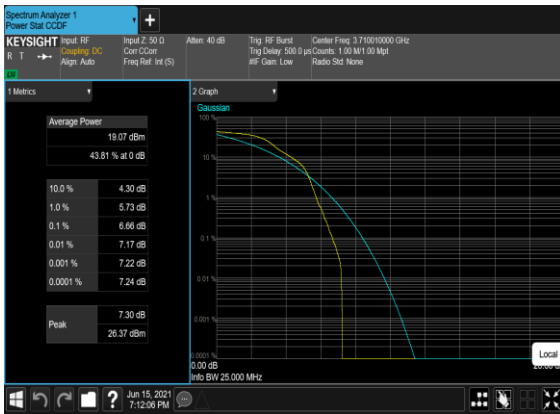 Spectrum Analyzer 1
Power Stat CCDF
+
KEYSIGHT
R T
LXI
Input: RF
Coupling: DC
Align: Auto
Input Z: 50 Ω
Corr CCorr
Freq Ref: Int (S)
Atten: 40 dB
Trig: RF Burst
Trig Delay: 500.0 µs
#IF Gain: Low
Center Freq: 3.710010000 GHz
Counts: 1.00 M/1.00 Mpt
Radio Std: None
1 Metrics
Average Power
19.07 dBm
43.81 % at 0 dB
10.0 % 4.30 dB
1.0 % 5.73 dB
0.1 % 6.66 dB
0.01 % 7.17 dB
0.001 % 7.22 dB
0.0001 % 7.24 dB
Peak
7.30 dB
26.37 dBm
2 Graph
Gaussian
100 %
10 %
1 %
0.1 %
0.01 %
0.001 %
0.0001 %
0.00 dB
Info BW 25.000 MHz
Local
?
Jun 15, 2021
7:12:06 PM